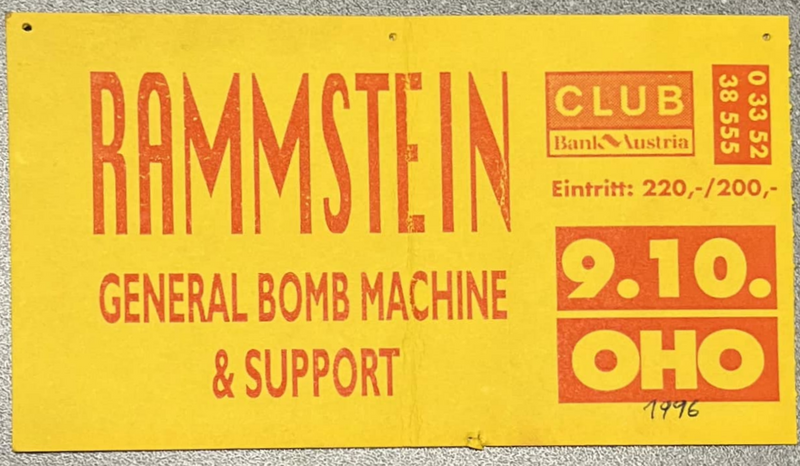 RAMMSTEIN
GENERAL BOMB MACHINE
& SUPPORT
CLUB
Bank Austria
0 33 52
38 555
Eintritt: 220,-/200,-
9.10.
OHO
1996